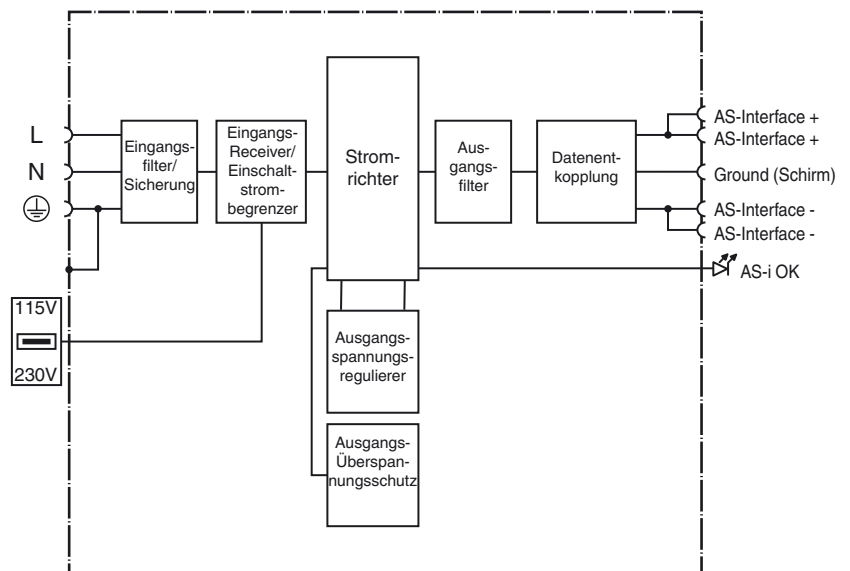 L
N
115V
230V
Eingangs-
filter/
Sicherung
Eingangs-
Receiver/
Einschalt-
strom-
begrenzer
Strom-
richter
Aus-
gangs-
filter
Datenent-
kopplung
AS-Interface +
AS-Interface +
Ground (Schirm)
AS-Interface -
AS-Interface -
AS-i OK
Ausgangs-
spannungs-
regulierer
Ausgangs-
Überspan-
nungsschutz